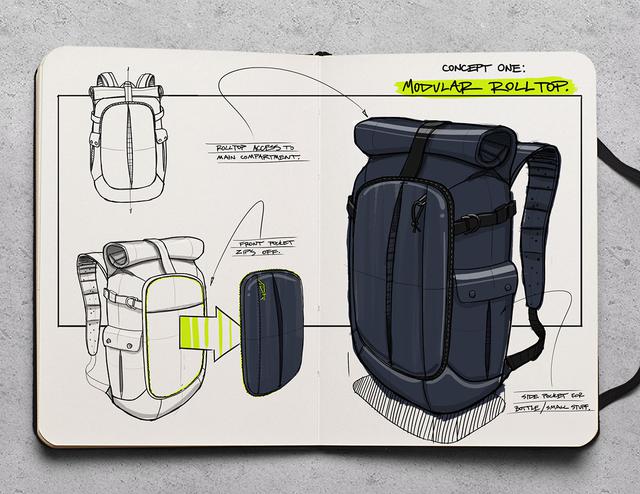 CONCEPT ONE:
MODULAR ROLLTOP.
ROLLTOP ACCESS TO
MAIN COMPARTMENT.
FRONT POCKET
ZIPS OFF.
SIDE POCKET FOR
BOTTLE/SMALL STUFF.